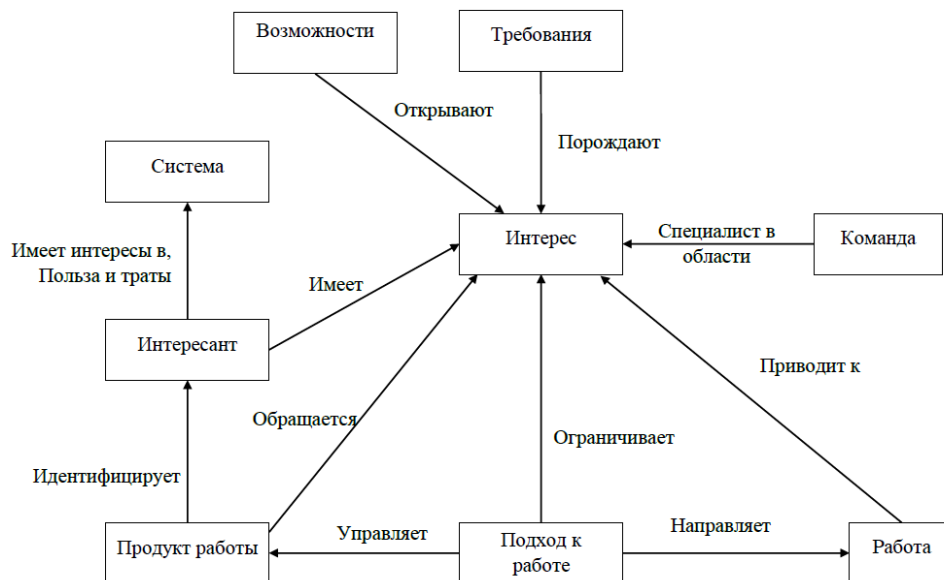 Возможности
Требования
Открывают
Порождают
Система
Имеет интересы в,
Польза и траты
Интерес
Специалист в
области
Команда
Имеет
Интересант
Приводит к
Обращается
Ограничивает
Идентифицирует
Продукт работы
Управляет
Подход к
работе
Направляет
Работа